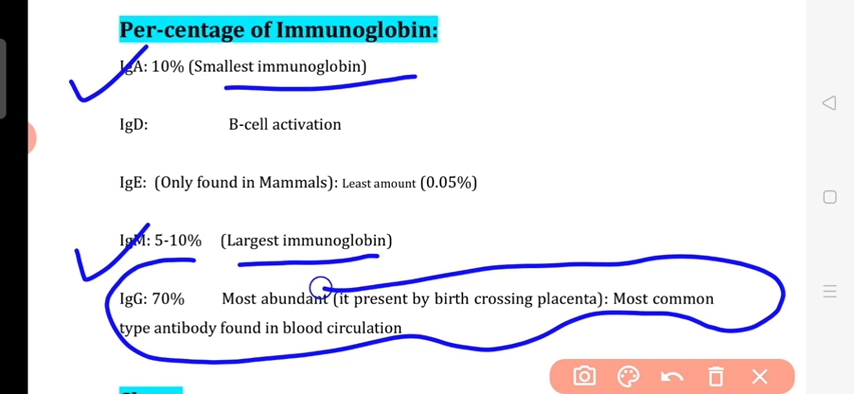 Per-centage of Immunoglobin:
IgA: 10% (Smallest immunoglobin)
IgD: B-cell activation
IgE: (Only found in Mammals): Least amount (0.05%)
IgM: 5-10% (Largest immunoglobin)
IgG: 70% Most abundant (it present by birth crossing placenta): Most common
type antibody found in blood circulation